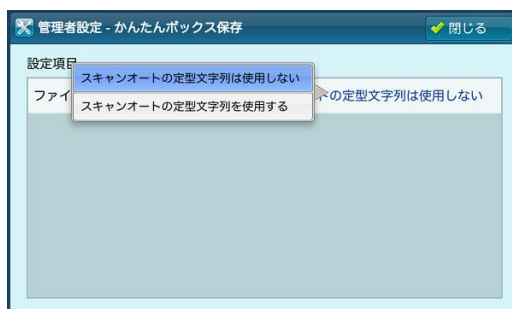 管理者設定 - かんたんボックス保存
閉じる
設定項目
スキャンオートの定型文字列は使用しない
ファイ
トの定型文字列は使用しない
スキャンオートの定型文字列を使用する